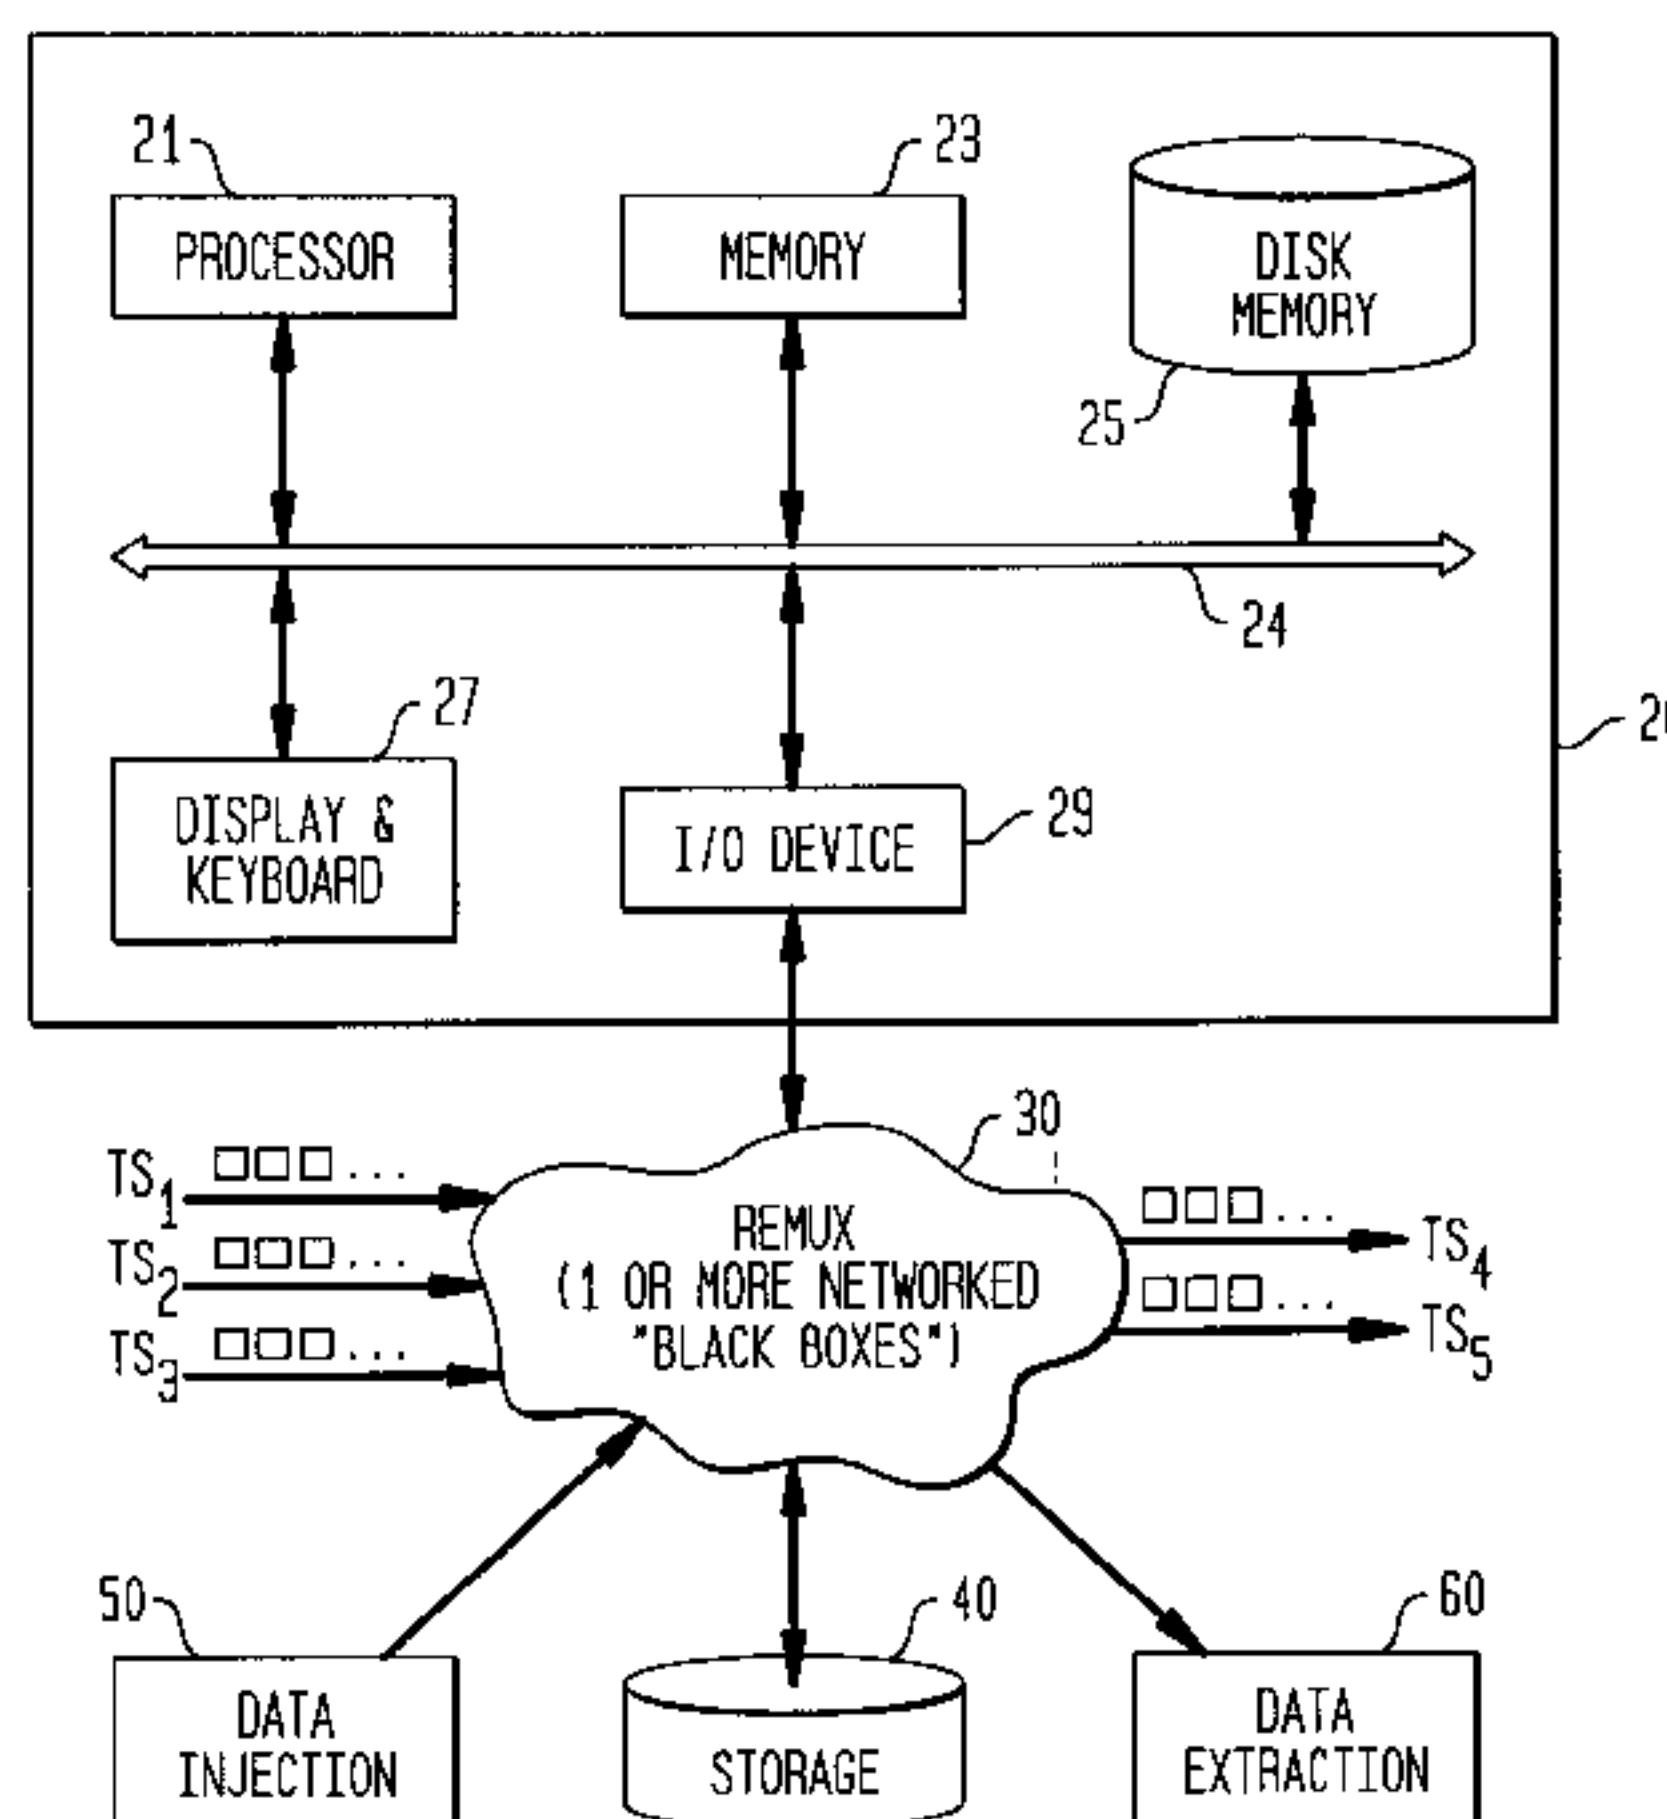 21
23
PROCESSOR
MEMORY
DISK
MEMORY
25
24
27
DISPLAY &
KEYBOARD
I/O DEVICE
29
30
TS1 ...
TS2 ...
TS3 ...
REMUX
(1 OR MORE NETWORKED
"BLACK BOXES")
... TS4
... TS5
50
40
60
DATA
INJECTION
STORAGE
DATA
EXTRACTION